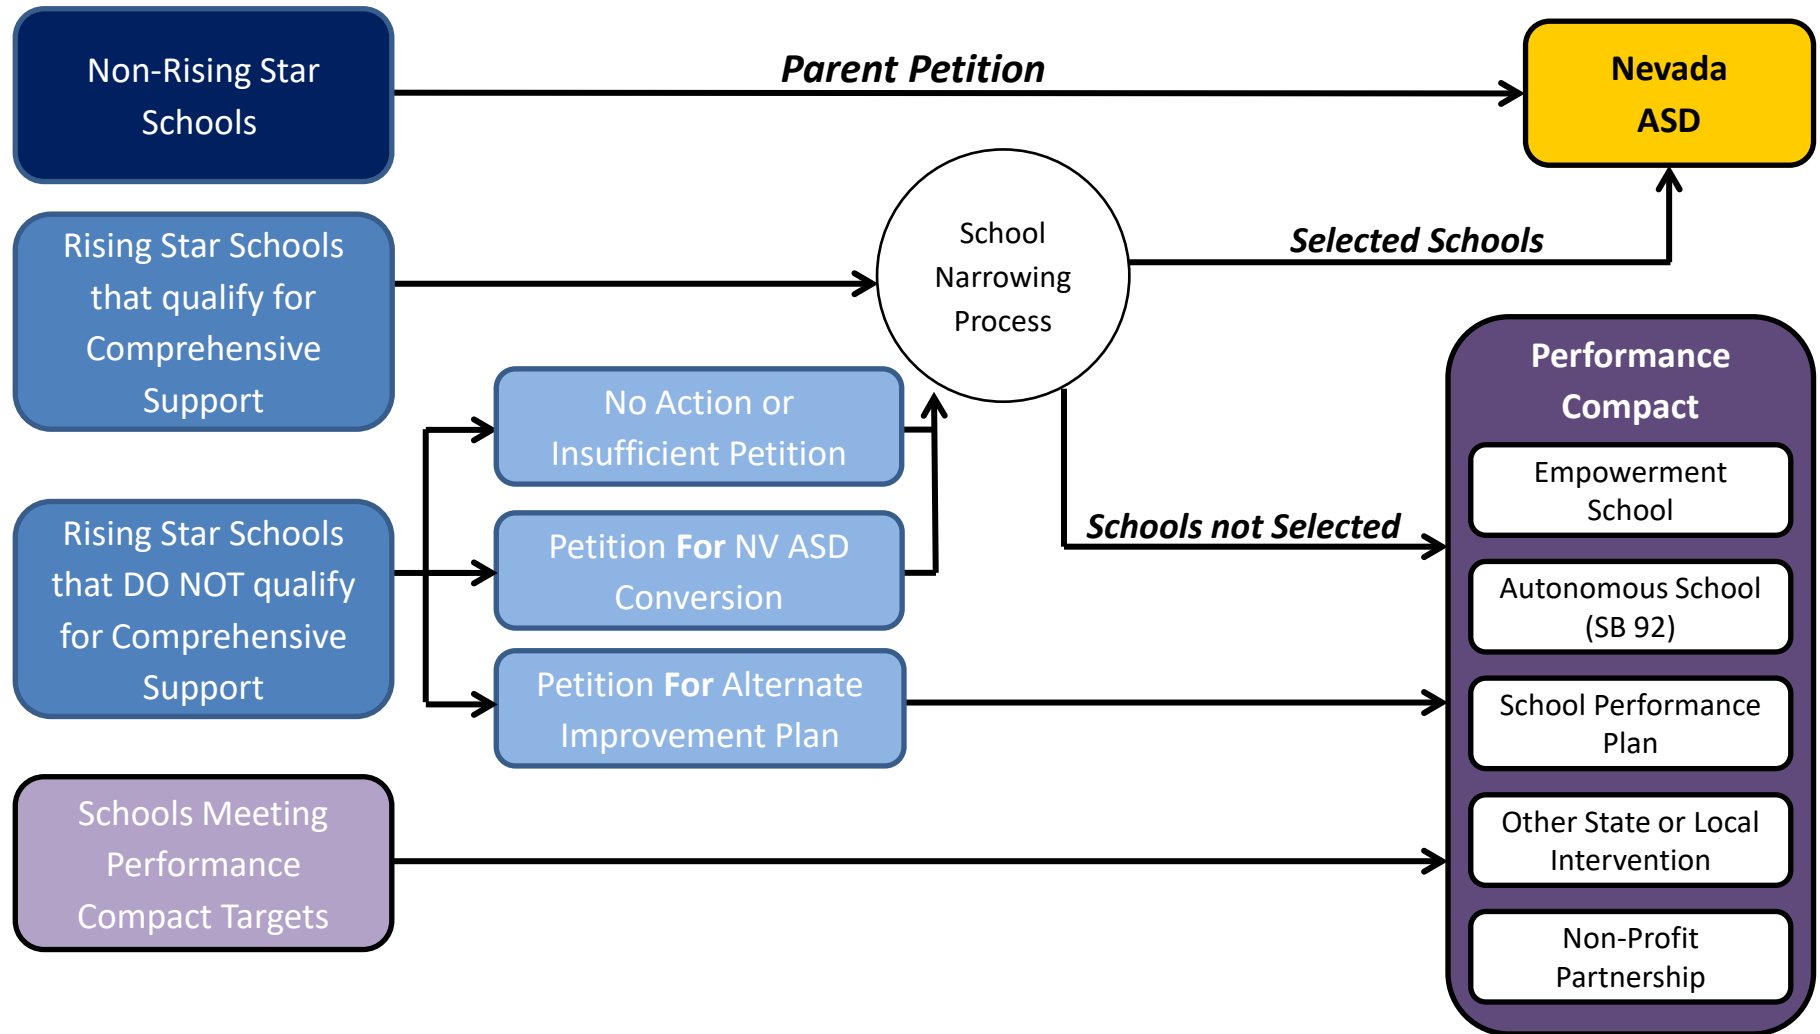 Non-Rising Star
Schools
Parent Petition
Nevada
ASD
Rising Star Schools
that qualify for
Comprehensive
Support
School
Narrowing
Process
Selected Schools
No Action or
Insufficient Petition
Rising Star Schools
that DO NOT qualify
for Comprehensive
Support
Petition For NV ASD
Conversion
Petition For Alternate
Improvement Plan
Schools not Selected
Schools Meeting
Performance
Compact Targets
Performance
Compact
Empowerment
School
Autonomous School
(SB 92)
School Performance
Plan
Other State or Local
Intervention
Non-Profit
Partnership